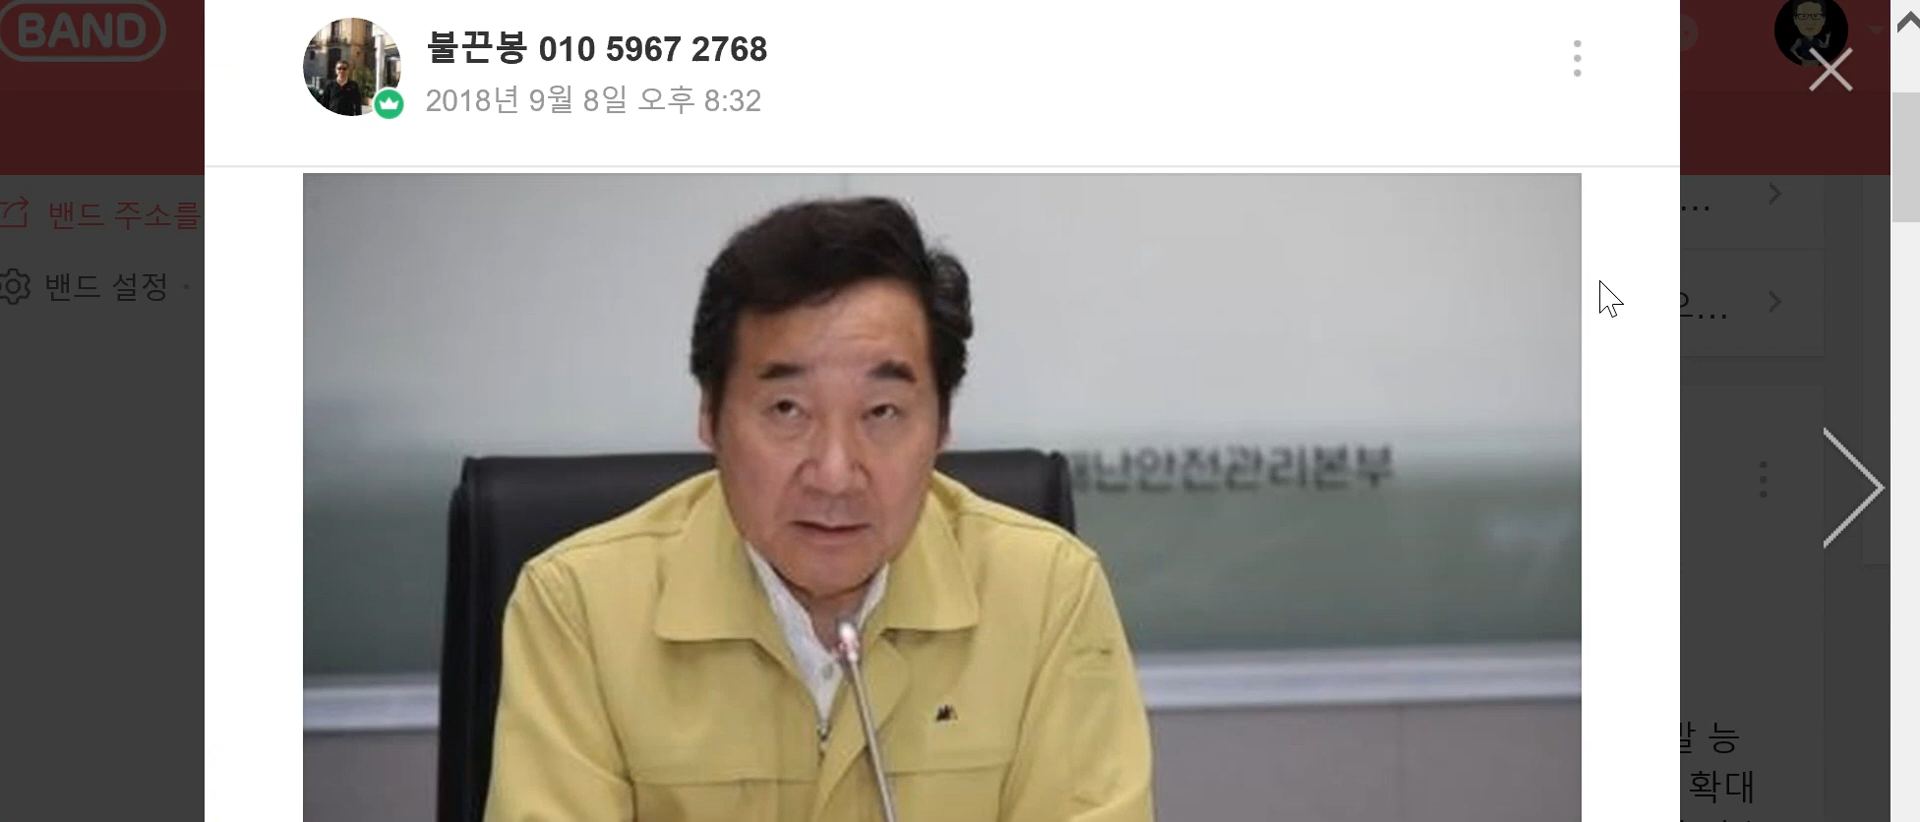 BAND
불끈봉 010 5967 2768
2018년 9월 8일 오후 8:32
밴드 주소를
밴드 설정
난안전관리본부
발 능
확대